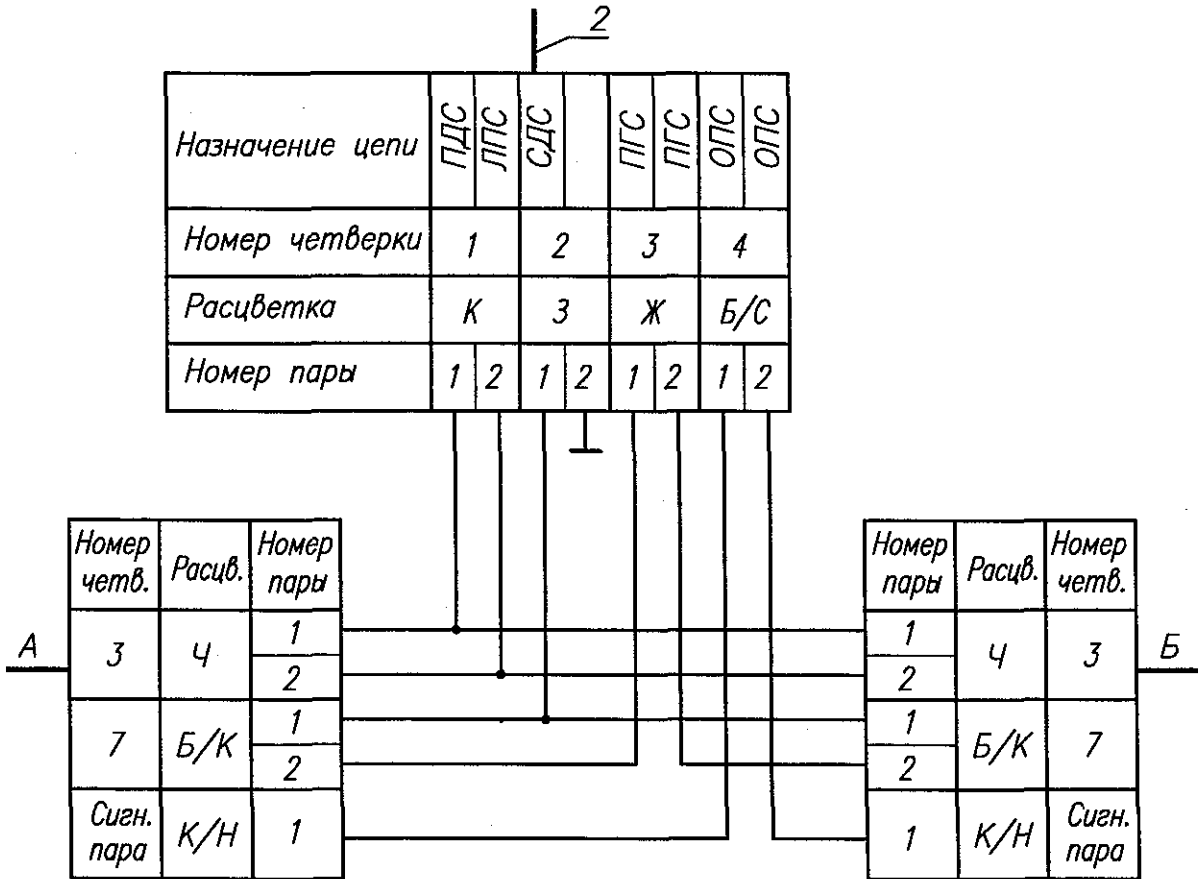 2
Назначение цепи ПДС ЛПС СДС ПГС ПГС ОПС ОПС
Номер четверки 1 2 3 4
Расцветка К З Ж Б/С
Номер пары 1 2 1 2 1 2 1 2
Номер четв. Расцв. Номер пары
А
3 Ч 1
2
7 Б/К 1
2
Сигн. пара К/Н 1
Номер пары Расцв. Номер четв.
1 Ч 3
2
Б
1 Б/К 7
2
1 К/Н Сигн. пара